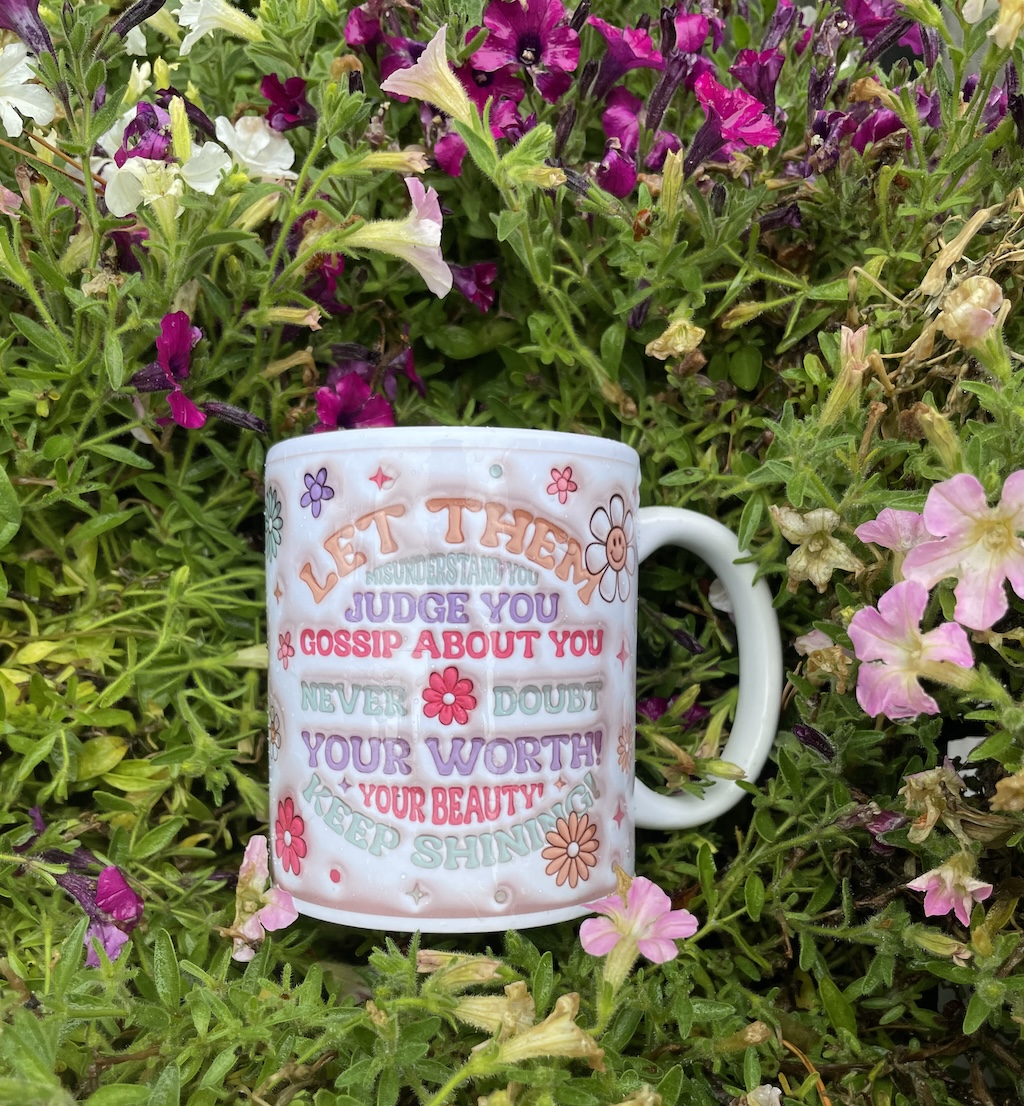 LET THEM
MISUNDERSTAND YOU
JUDGE YOU
GOSSIP ABOUT YOU
NEVER DOUBT
YOUR WORTH!
YOUR BEAUTY!
KEEP SHINING!